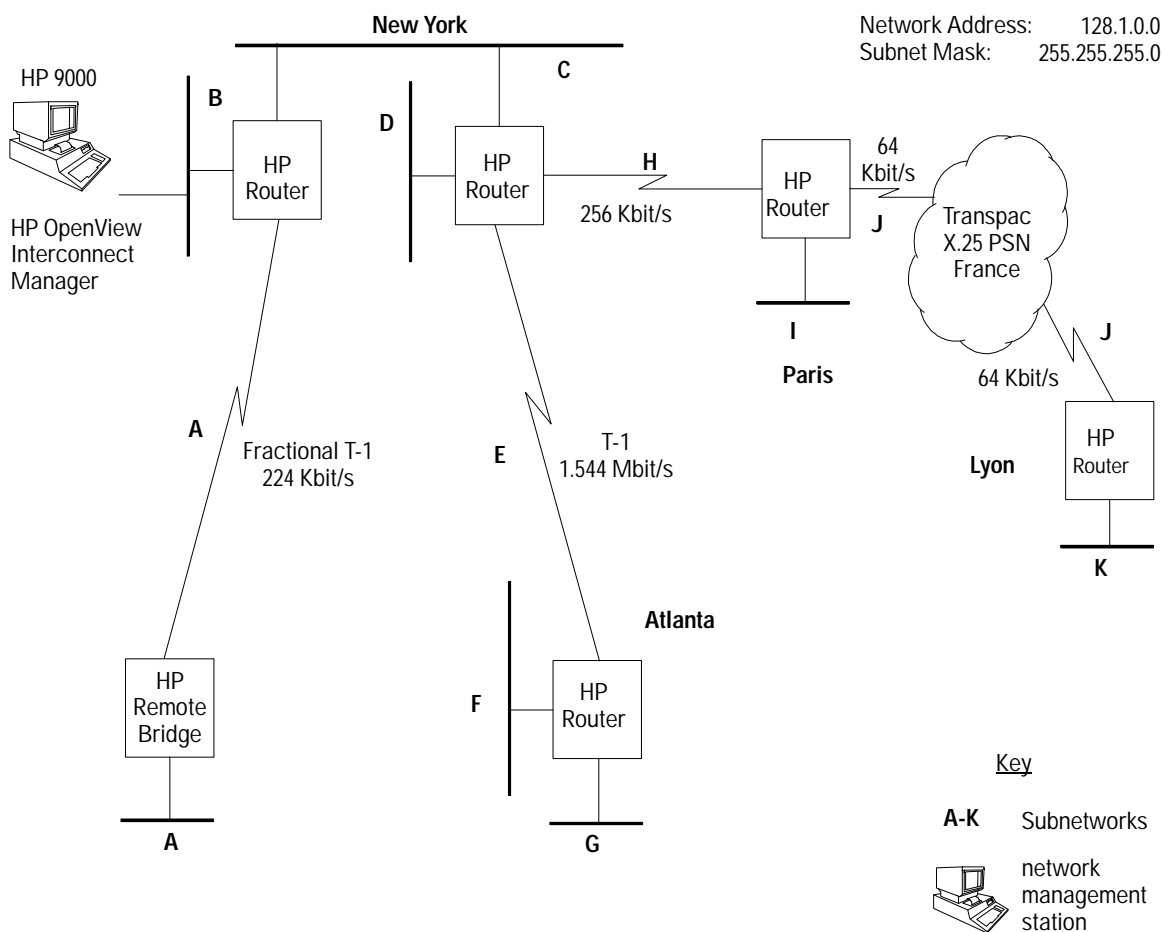 New York
Network Address: 128.1.0.0
Subnet Mask: 255.255.255.0
HP 9000
B
C
D
HP
Router
HP
Router
H
256 Kbit/s
HP
Router
64
Kbit/s
J
Transpac
X.25 PSN
France
HP OpenView
Interconnect
Manager
I
Paris
J
64 Kbit/s
HP
Router
Lyon
K
A
Fractional T-1
224 Kbit/s
E
T-1
1.544 Mbit/s
Atlanta
HP
Remote
Bridge
A
F
HP
Router
G
Key
A-K Subnetworks
network
management
station